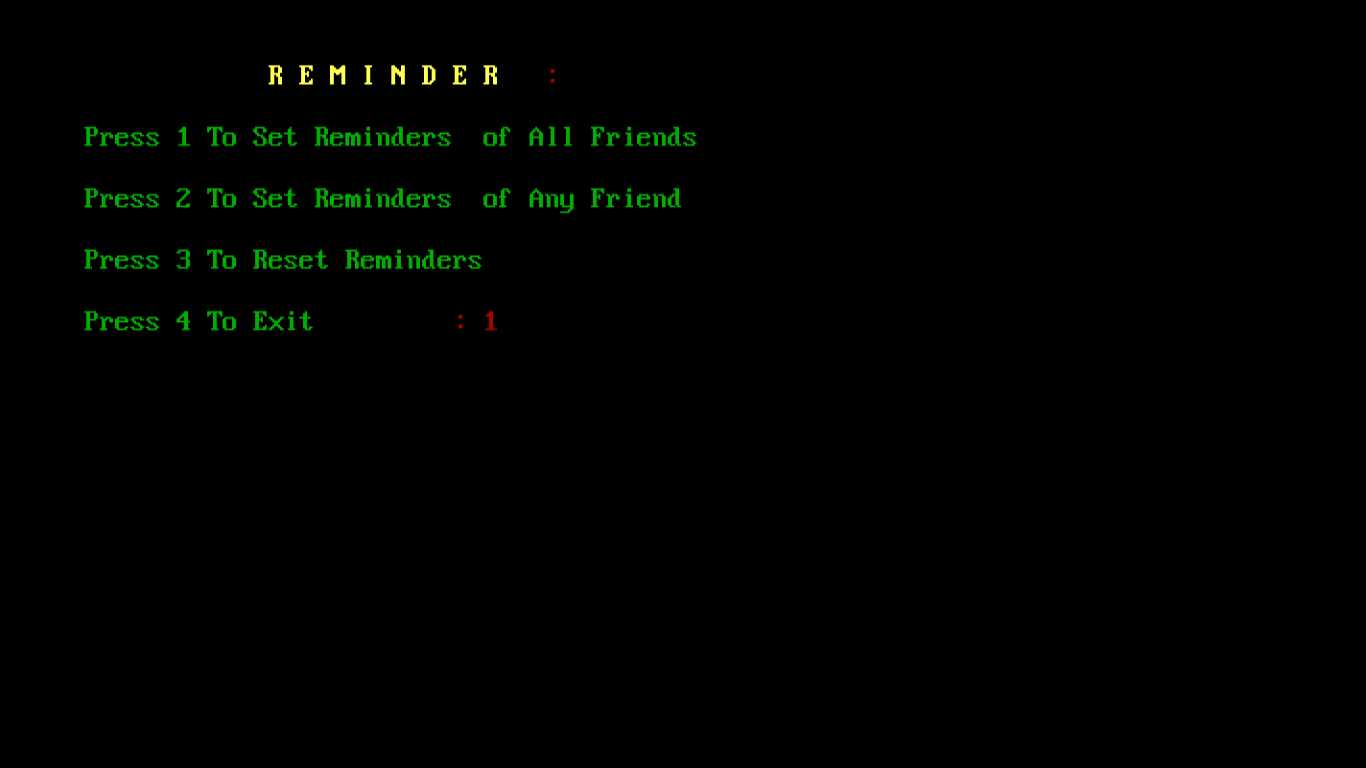 R E M I N D E R :
Press 1 To Set Reminders of All Friends
Press 2 To Set Reminders of Any Friend
Press 3 To Reset Reminders
Press 4 To Exit : 1